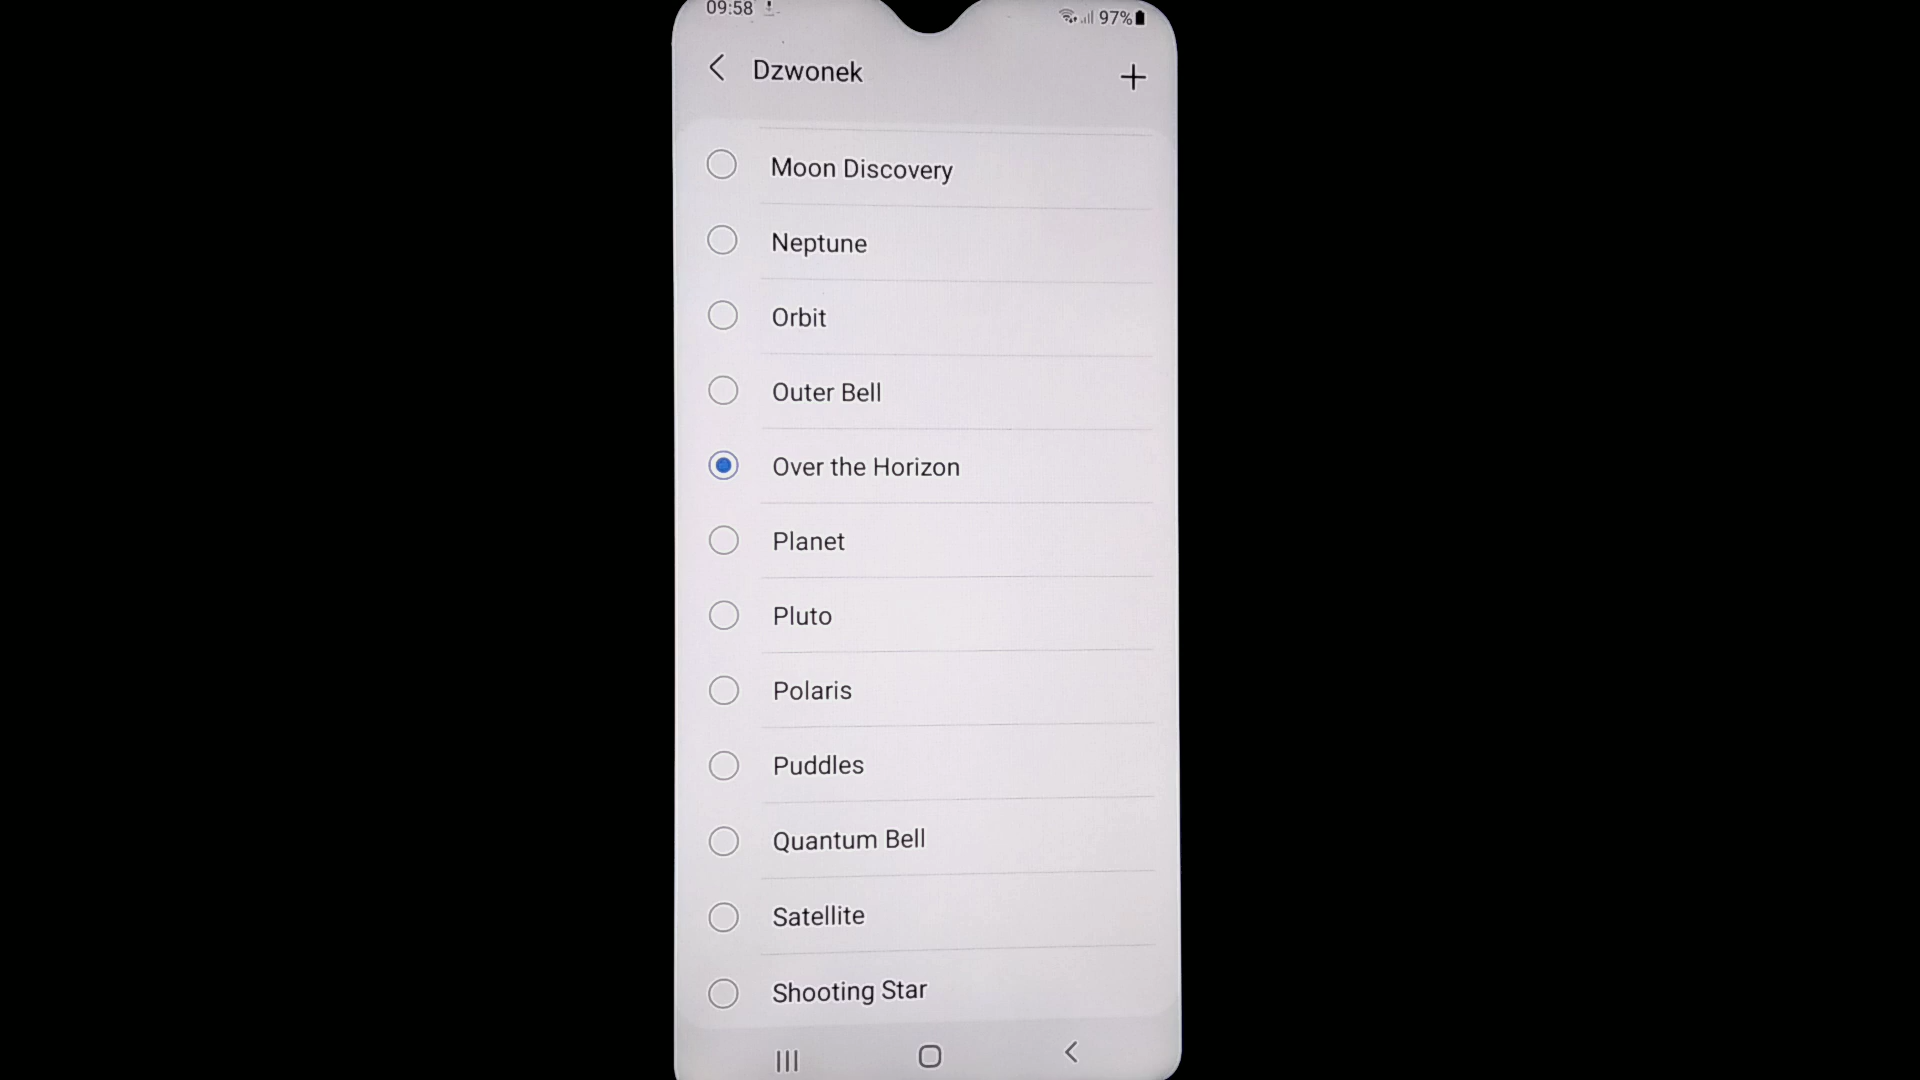 09:58
97%
Dzwonek
Moon Discovery
Neptune
Orbit
Outer Bell
Over the Horizon
Planet
Pluto
Polaris
Puddles
Quantum Bell
Satellite
Shooting Star